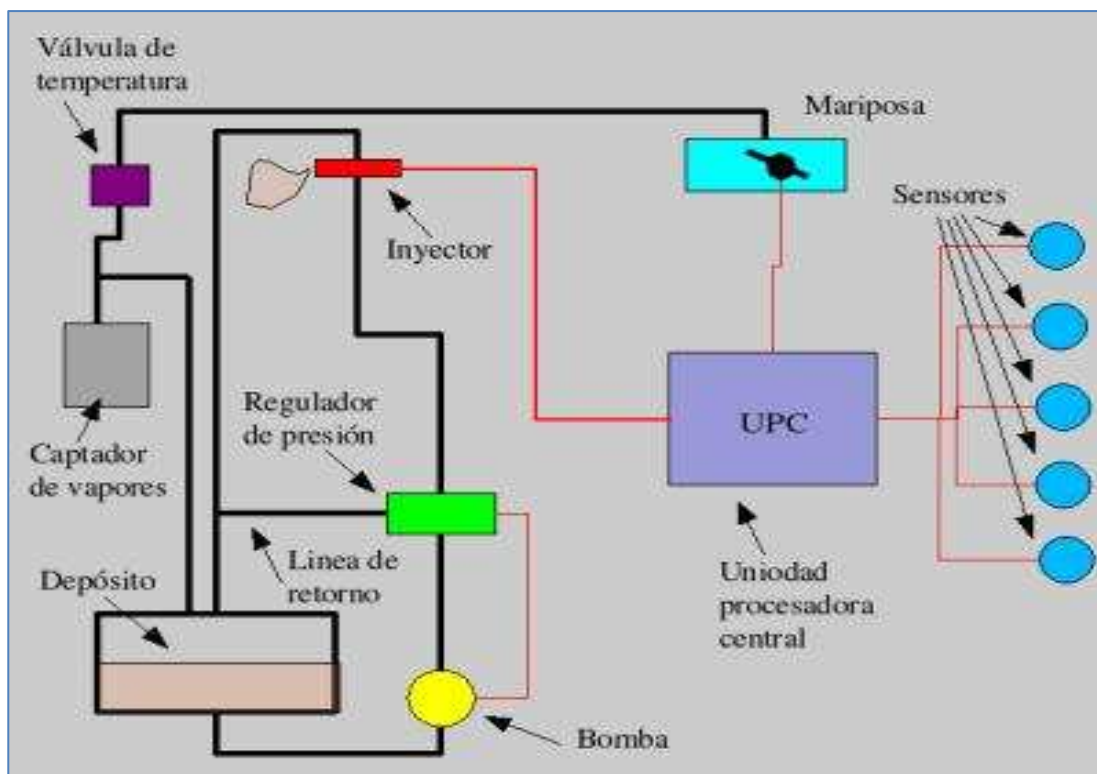 Válvula de
temperatura
Mariposa
Sensores
Inyector
Regulador
de presión
UPC
Captador
de vapores
Linea de
retorno
Depósito
Uniodad
procesadora
central
Bomba